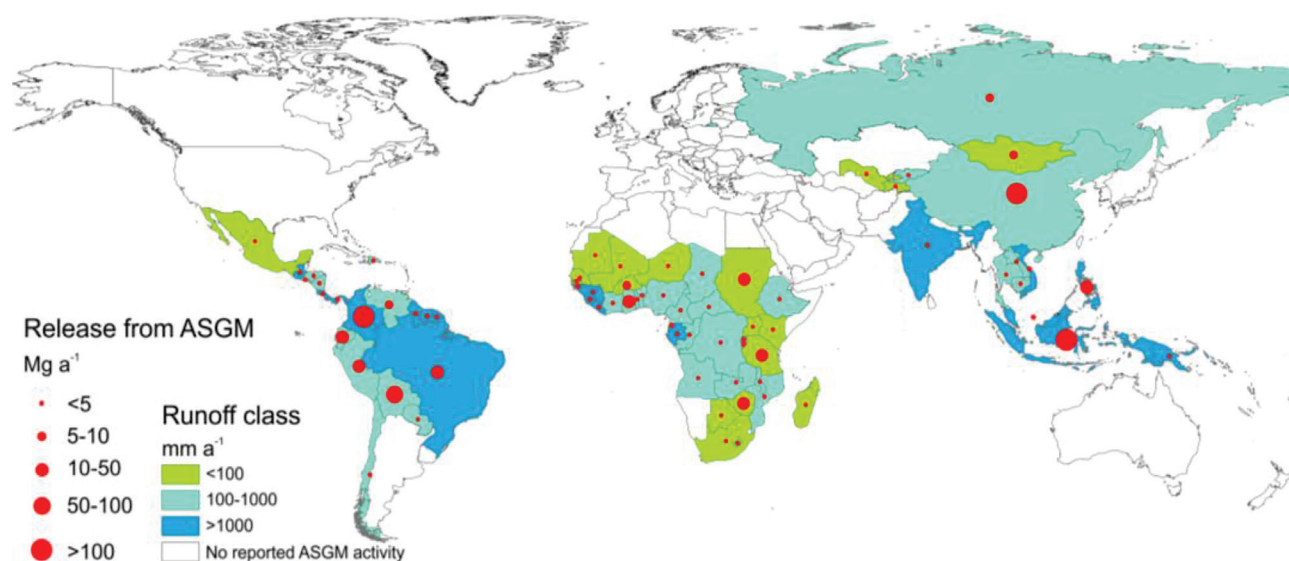 Release from ASGM
Mg a⁻¹
<5
5-10
10-50
50-100
>100
Runoff class
mm a⁻¹
<100
100-1000
>1000
No reported ASGM activity